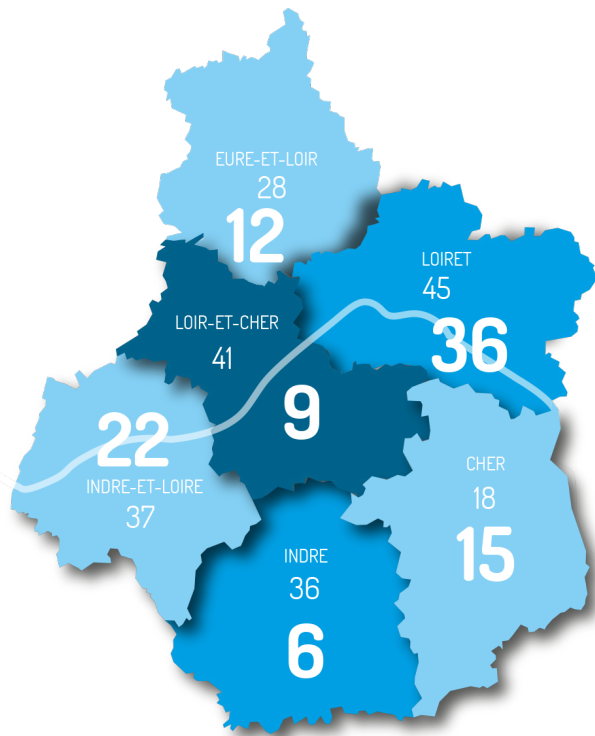 EURE-ET-LOIR
28
12
LOIRET
45
36
LOIR-ET-CHER
41
9
22
INDRE-ET-LOIRE
37
CHER
18
15
INDRE
36
6